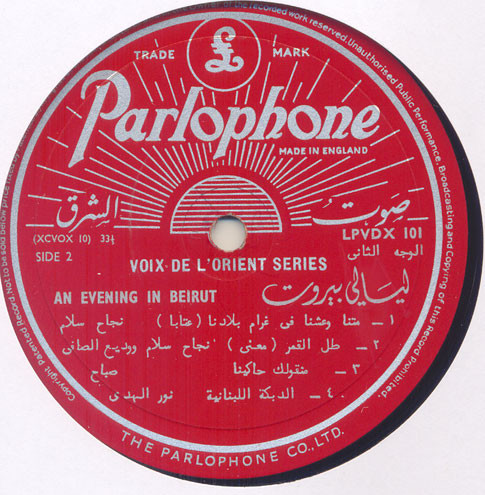 of the recorded work reserved. Unauthorised Public Performance, Broadcasting and Copying of this Record Prohibited.
TRADE £ MARK
Parlophone
MADE IN ENGLAND
صوت الشرق
(XCVOX 10) 33⅓
LPVDX 101
SIDE 2
الوجه الثاني
VOIX DE L'ORIENT SERIES
AN EVENING IN BEIRUT
ليالي بيروت
١ - متنا وعشنا في غرام بلادنا (عتابا) نجاح سلام
٢ - طل القمر (معنى) نجاح سلام ووديع الصافي
٣ - منقولك حاكينا صباح
٤ - الدبكة اللبنانية نور الهدى
THE PARLOPHONE CO., LTD.
Copyright Patented Record. Not to be sold below price